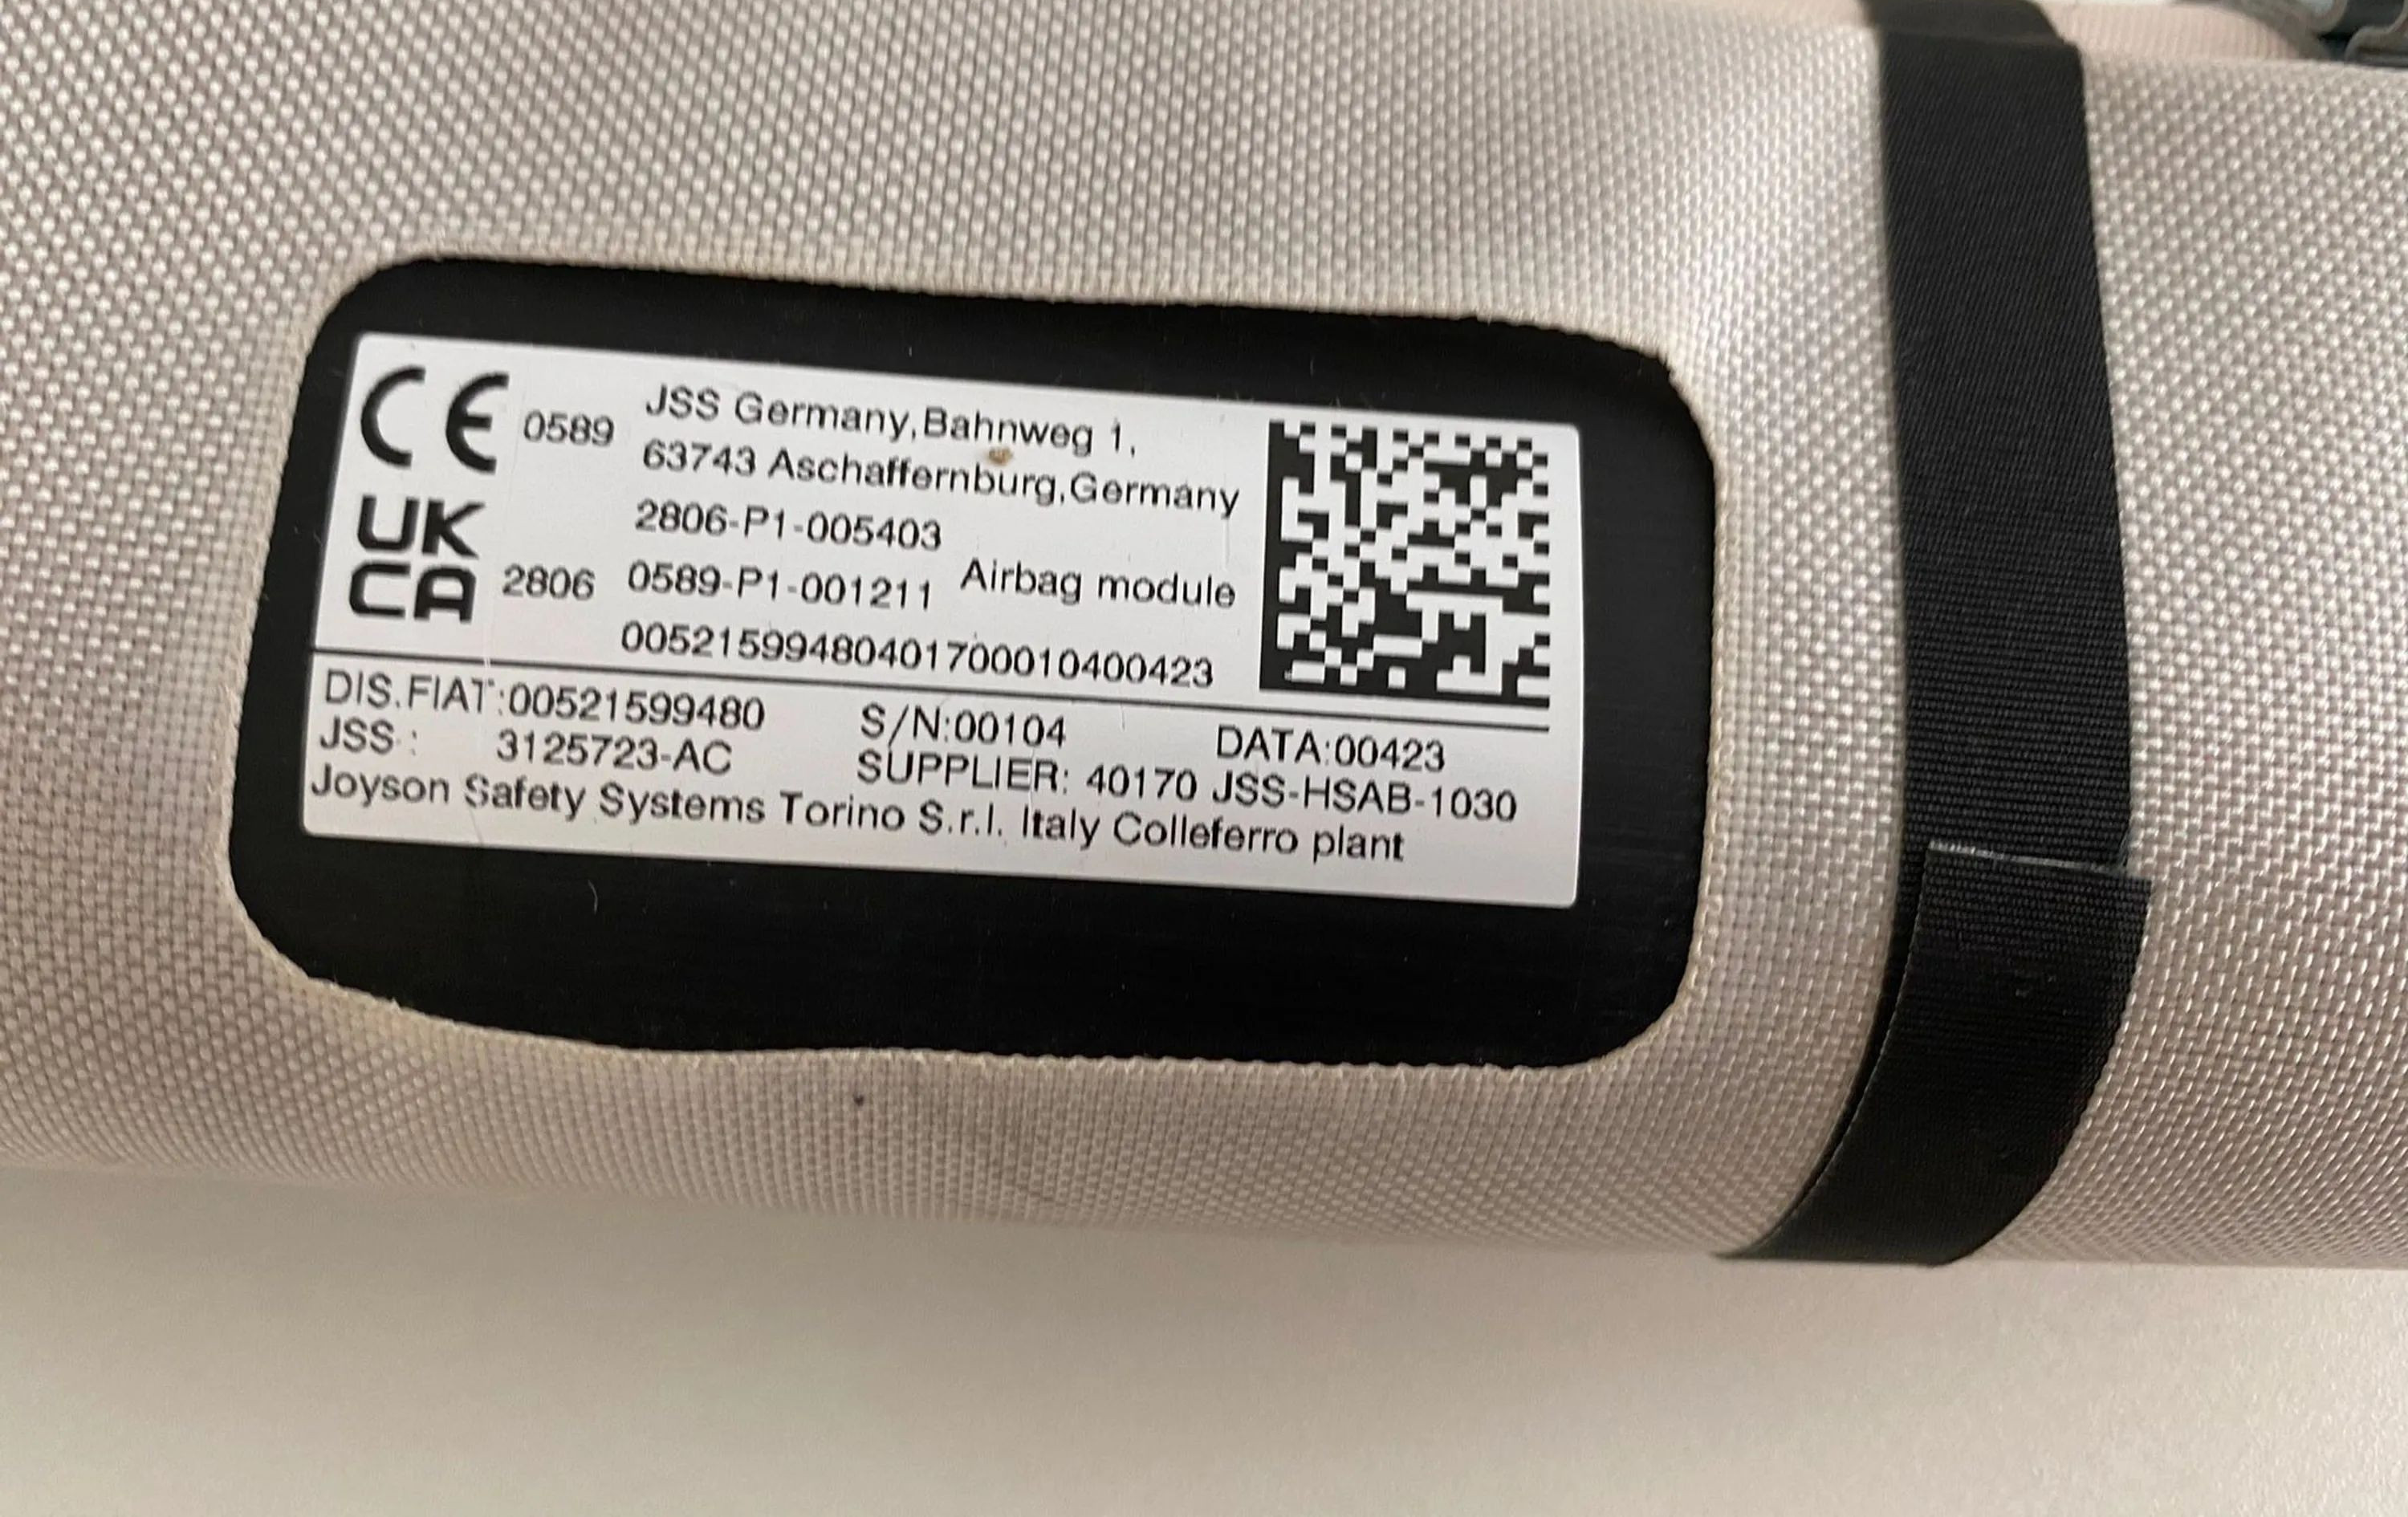 CE 0589 JSS Germany,Bahnweg 1,
63743 Aschaffernburg,Germany
2806-P1-005403
UK
CA 2806 0589-P1-001211 Airbag module
00521599480401700010400423
DIS.FIAT:00521599480 S/N:00104 DATA:00423
JSS: 3125723-AC SUPPLIER: 40170 JSS-HSAB-1030
Joyson Safety Systems Torino S.r.l. Italy Colleferro plant